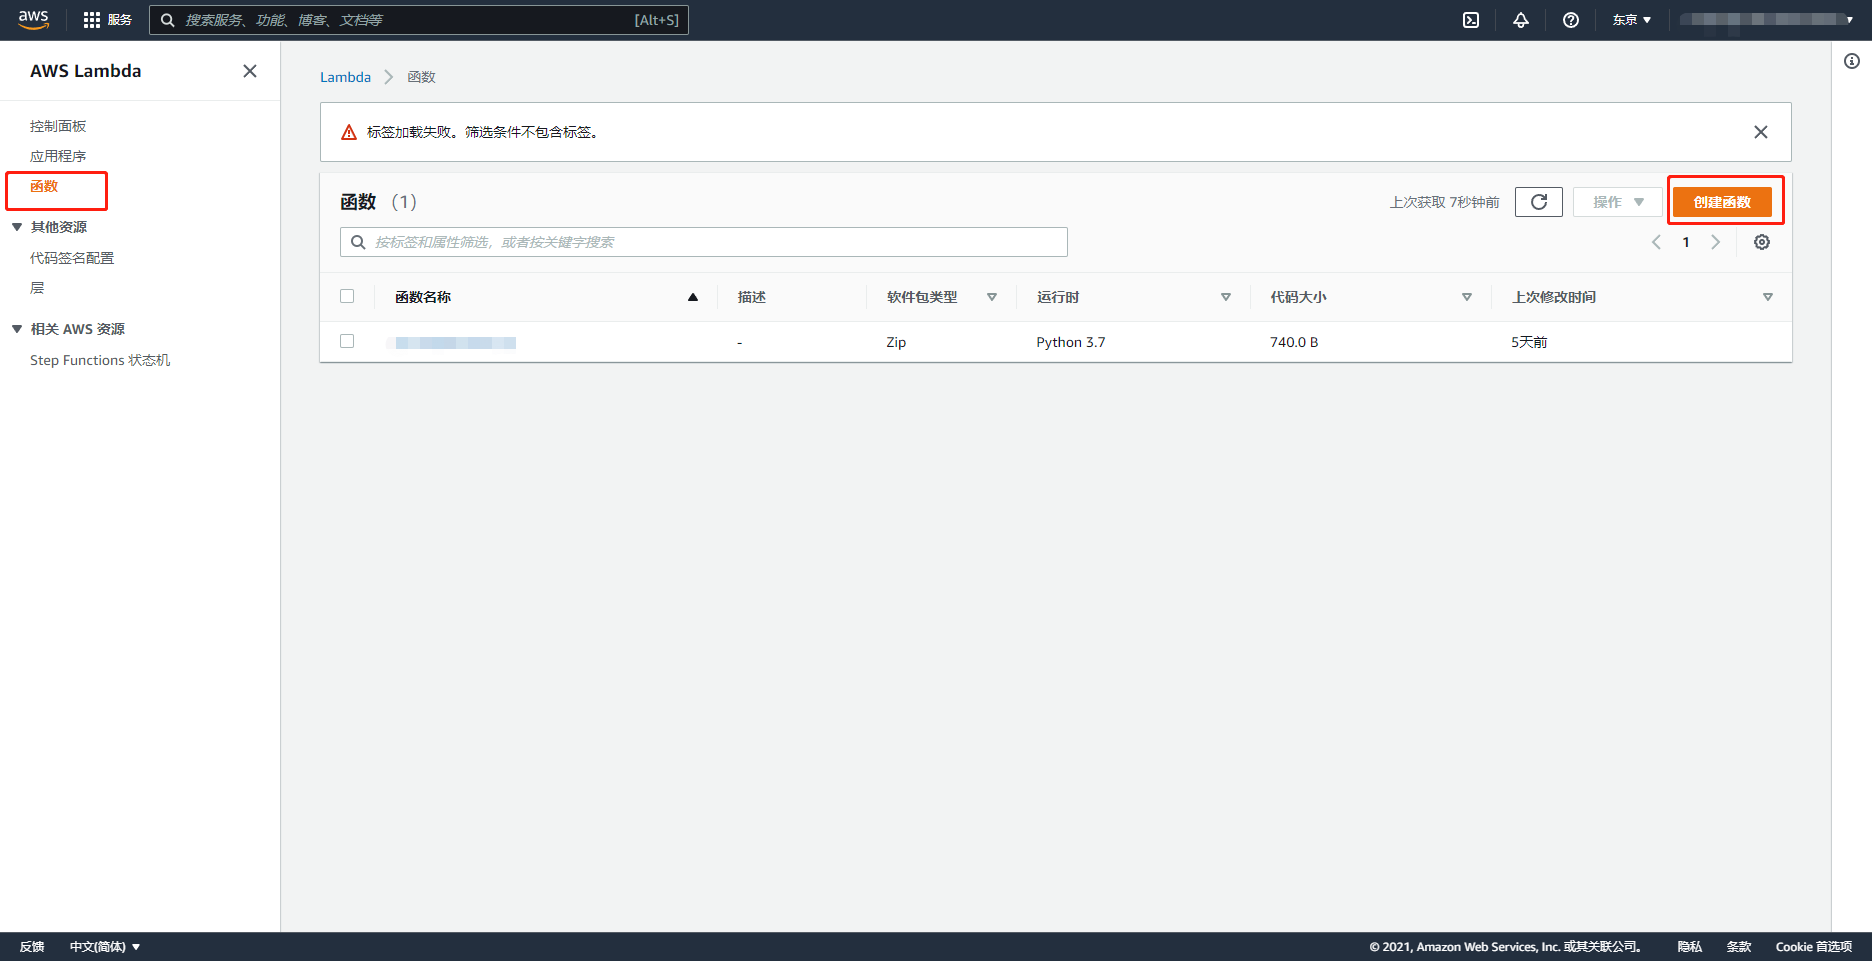 aws 服务 搜索服务、功能、博客、文档等 [Alt+S] 东京
AWS Lambda
控制面板
应用程序
函数
其他资源
代码签名配置
层
相关 AWS 资源
Step Functions 状态机
Lambda 函数
标签加载失败。筛选条件不包含标签。
函数 (1) 上次获取 7秒钟前 操作 创建函数
按标签和属性筛选，或者按关键字搜索 1
函数名称 描述 软件包类型 运行时 代码大小 上次修改时间
- Zip Python 3.7 740.0 B 5天前
反馈 中文(简体) © 2021, Amazon Web Services, Inc. 或其关联公司。 隐私 条款 Cookie 首选项